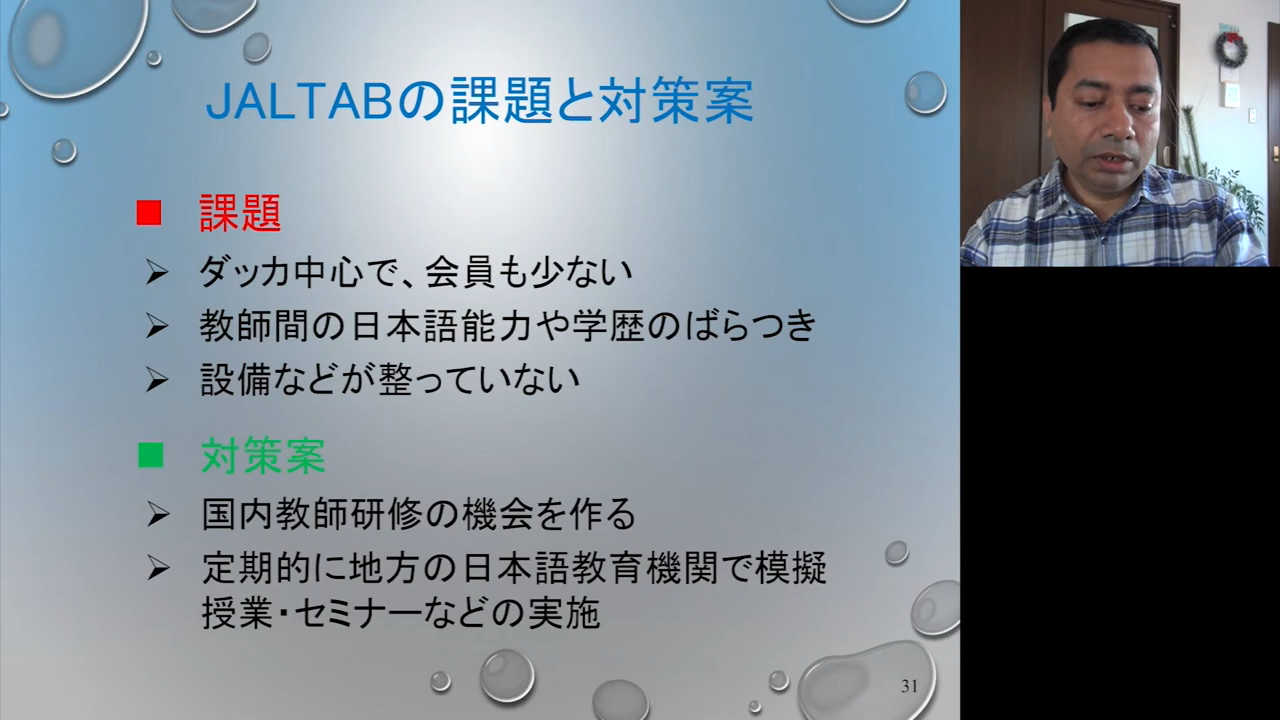 JALTABの課題と対策案
課題
ダッカ中心で、会員も少ない
教師間の日本語能力や学歴のばらつき
設備などが整っていない
対策案
国内教師研修の機会を作る
定期的に地方の日本語教育機関で模擬
授業・セミナーなどの実施
31